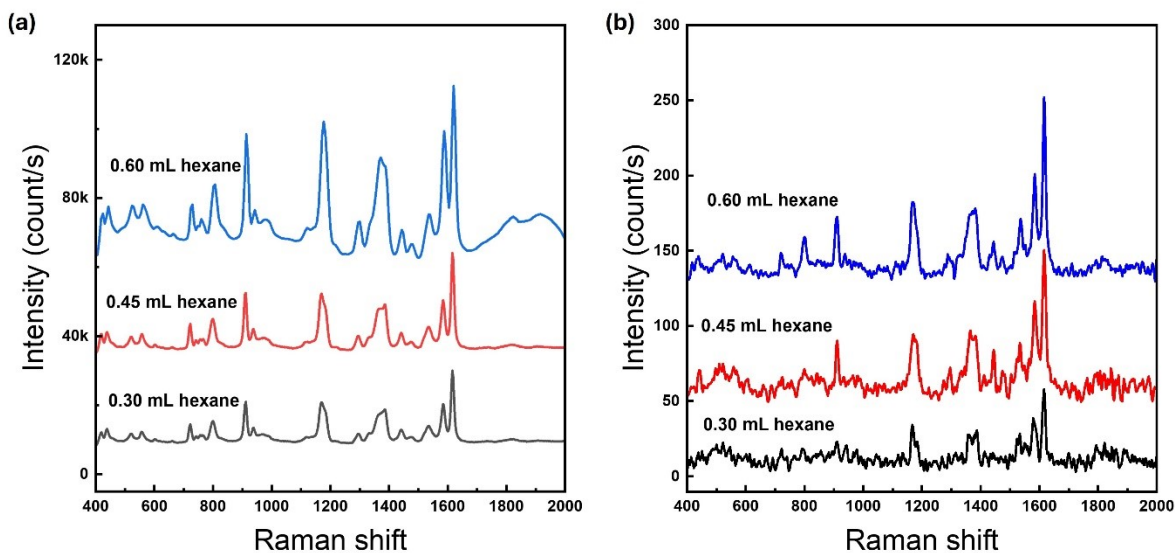 (a)
120k
80k
40k
0
Intensity (count/s)
0.60 mL hexane
0.45 mL hexane
0.30 mL hexane
400 600 800 1000 1200 1400 1600 1800 2000
Raman shift
(b)
300
250
200
150
100
50
0
Intensity (count/s)
0.60 mL hexane
0.45 mL hexane
0.30 mL hexane
400 600 800 1000 1200 1400 1600 1800 2000
Raman shift